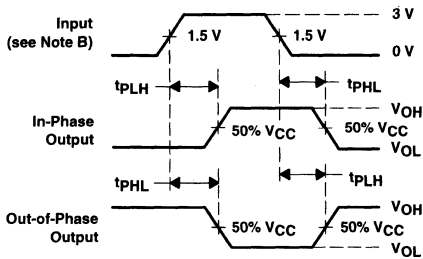 Input
(see Note B)
3 V
1.5 V
1.5 V
0 V
tPLH
tPHL
In-Phase
Output
VOH
50% VCC
50% VCC
VOL
tPHL
tPLH
Out-of-Phase
Output
VOH
50% VCC
50% VCC
VOL